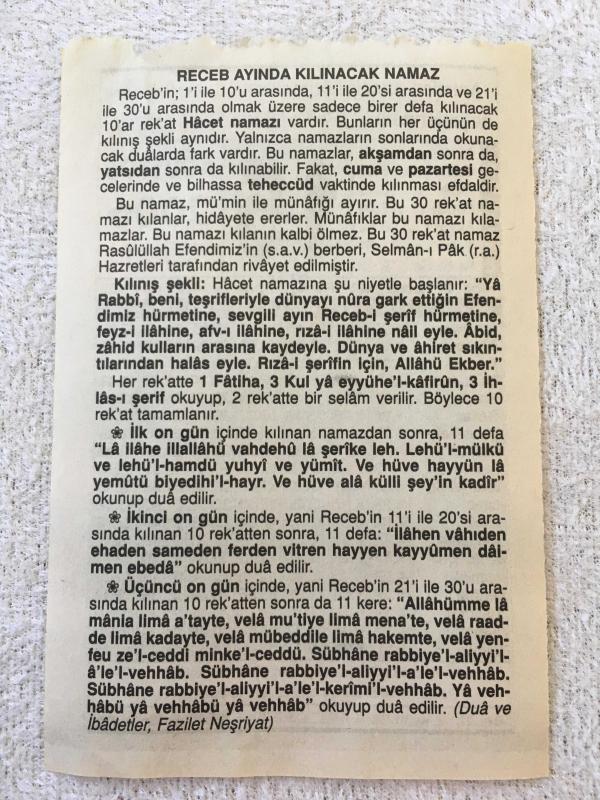 RECEB AYINDA KILINACAK NAMAZ
Receb’in; 1’i ile 10’u arasında, 11’i ile 20’si arasında ve 21’i
ile 30’u arasında olmak üzere sadece birer defa kılınacak
10’ar rek’at Hâcet namazı vardır. Bunların her üçünün de
kılınış şekli aynıdır. Yalnızca namazların sonlarında okuna-
cak duâlarda fark vardır. Bu namazlar, akşamdan sonra da,
yatsıdan sonra da kılınabilir. Fakat, cuma ve pazartesi ge-
celerinde ve bilhassa teheccüd vaktinde kılınması efdaldir.
Bu namaz, mü’min ile münâfığı ayırır. Bu 30 rek’at na-
mazı kılanlar, hidâyete ererler. Münâfıklar bu namazı kıla-
mazlar. Bu namazı kılanın kalbi ölmez. Bu 30 rek’at namaz
Rasûlüllah Efendimiz’in (s.a.v.) berberi, Selmân-ı Pâk (r.a.)
Hazretleri tarafından rivâyet edilmiştir.
Kılınış şekli: Hâcet namazına şu niyetle başlanır: “Yâ
Rabbî, beni, teşrifleriyle dünyayı nûra gark ettiğin Efen-
dimiz hürmetine, sevgili ayın Receb-i şerîf hürmetine,
feyz-i ilâhine, afv-ı ilâhine, rızâ-i ilâhine nâil eyle. Âbid,
zâhid kulların arasına kaydeyle. Dünya ve âhiret sıkın-
tılarından halâs eyle. Rızâ-i şerîfin için, Allâhü Ekber.”
Her rek’atte 1 Fâtiha, 3 Kul yâ eyyühe’l-kâfirûn, 3 İh-
lâs-ı şerif okuyup, 2 rek’atte bir selâm verilir. Böylece 10
rek’at tamamlanır.
❀ İlk on gün içinde kılınan namazdan sonra, 11 defa
“Lâ ilâhe illallâhü vahdehû lâ şerîke leh. Lehü’l-mülkü
ve lehü’l-hamdü yuhyî ve yümît. Ve hüve hayyün lâ
yemûtü biyedihi’l-hayr. Ve hüve alâ külli şey’in kadîr”
okunup duâ edilir.
❀ İkinci on gün içinde, yani Receb’in 11’i ile 20’si ara-
sında kılınan 10 rek’atten sonra, 11 defa: “İlâhen vâhıden
ehaden sameden ferden vitren hayyen kayyûmen dâi-
men ebedâ” okunup duâ edilir.
❀ Üçüncü on gün içinde, yani Receb’in 21’i ile 30’u ara-
sında kılınan 10 rek’atten sonra da 11 kere: “Allâhümme lâ
mânia limâ a’tayte, velâ mu’tiye limâ mena’te, velâ raad-
de limâ kadayte, velâ mübeddile limâ hakemte, velâ yen-
feu ze’l-ceddi minke’l-ceddü. Sübhâne rabbiye’l-aliyyi’l-
â’le’l-vehhâb. Sübhâne rabbiye’l-aliyyi’l-a’le’l-vehhâb.
Sübhâne rabbiye’l-aliyyi’l-a’le’l-kerîmi’l-vehhâb. Yâ veh-
hâbü yâ vehhâbü yâ vehhâb” okuyup duâ edilir. (Duâ ve
İbâdetler, Fazilet Neşriyat)